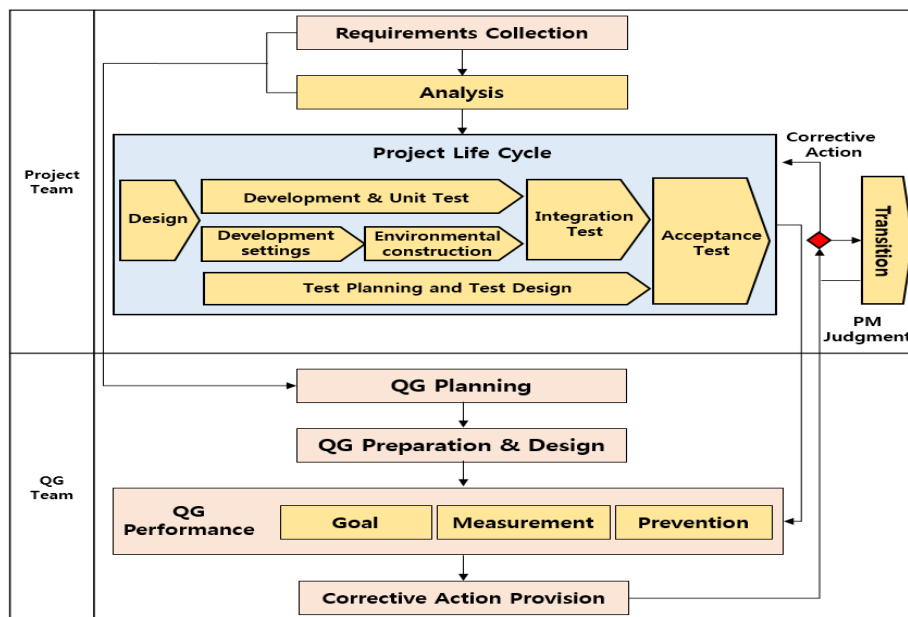 Project
Team
Requirements Collection
Analysis
Project Life Cycle
Design
Development & Unit Test
Development
settings
Environmental
construction
Test Planning and Test Design
Integration
Test
Acceptance
Test
Corrective
Action
Transition
PM
Judgment
QG
Team
QG Planning
QG Preparation & Design
QG
Performance
Goal
Measurement
Prevention
Corrective Action Provision